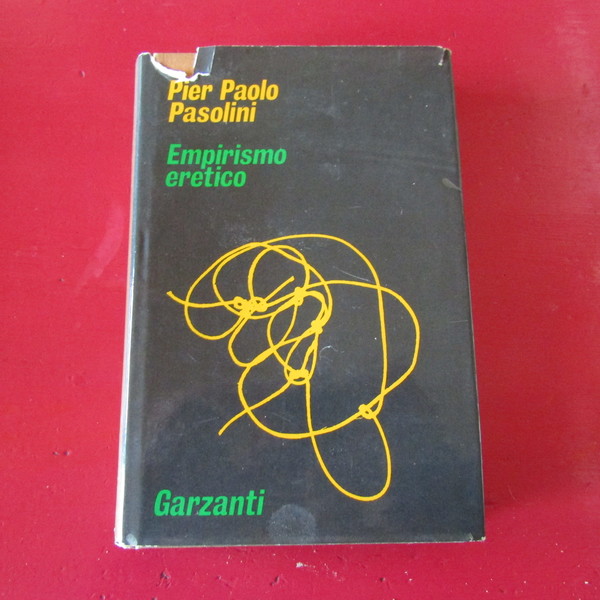 Pier Paolo
Pasolini
Empirismo
eretico
Garzanti